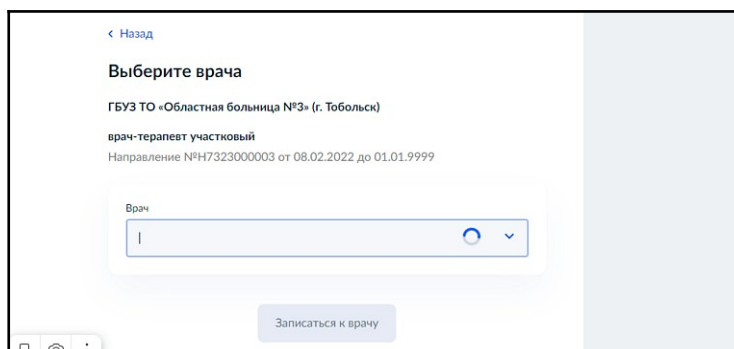 Назад
Выберите врача
ГБУЗ ТО «Областная больница №3» (г. Тобольск)
врач-терапевт участковый
Направление №Н7323000003 от 08.02.2022 до 01.01.9999
Врач
Записаться к врачу